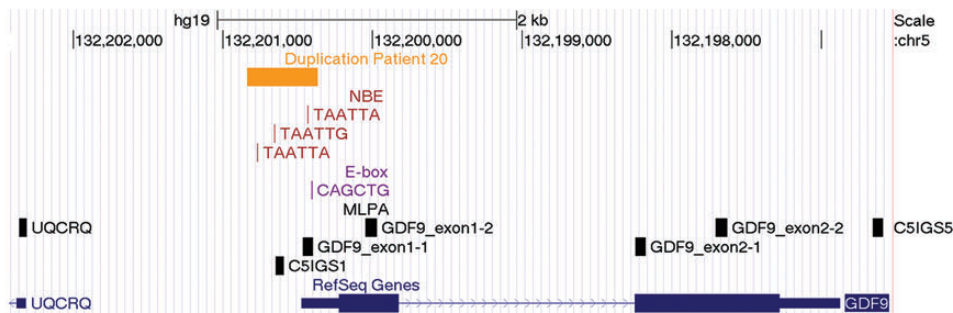 hg19 2 kb Scale
132,202,000 132,201,000 132,200,000 132,199,000 132,198,000 :chr5
Duplication Patient 20
NBE
TAATTA
TAATTG
TAATTA
E-box
CAGCTG
MLPA
UQCRQ GDF9_exon1-2 GDF9_exon2-2 C5IGS5
GDF9_exon1-1 GDF9_exon2-1
C5IGS1
RefSeq Genes
UQCRQ GDF9